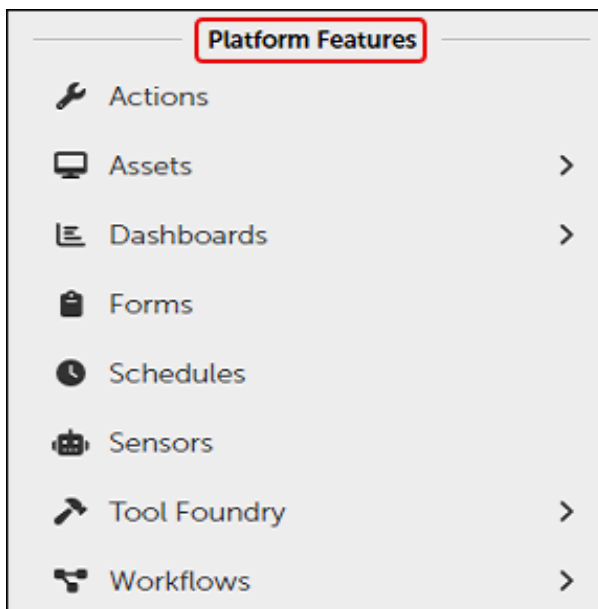 Platform Features
Actions
Assets
Dashboards
Forms
Schedules
Sensors
Tool Foundry
Workflows